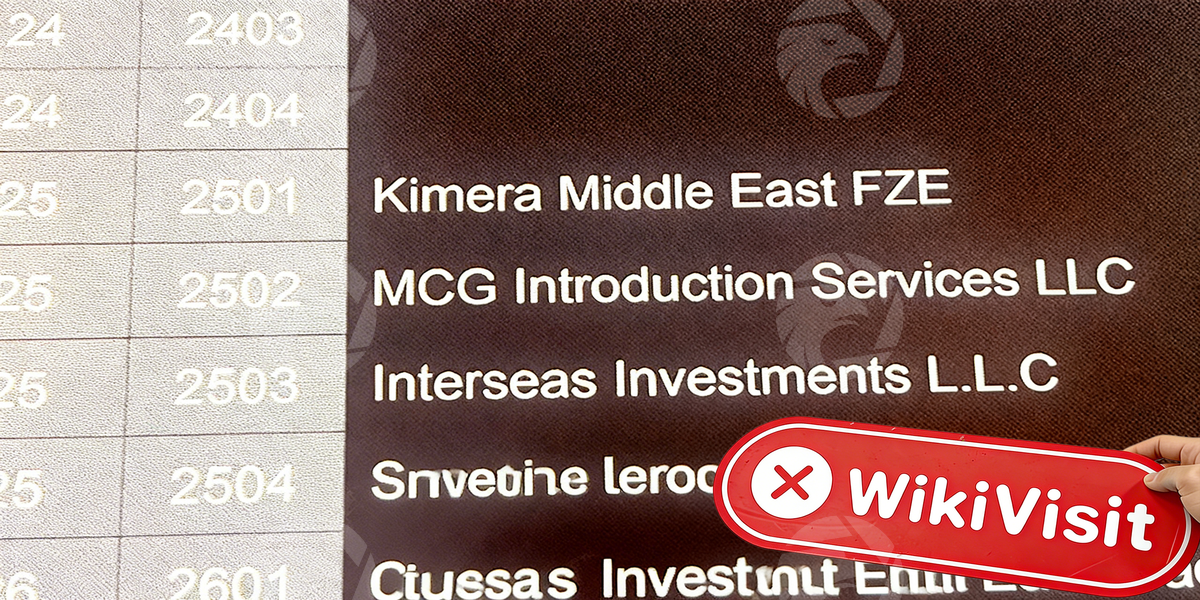 24 2403
24 2404
25 2501 Kimera Middle East FZE
25 2502 MCG Introduction Services LLC
25 2503 Interseas Investments L.L.C
25 2504
WikiVisit
26 2601